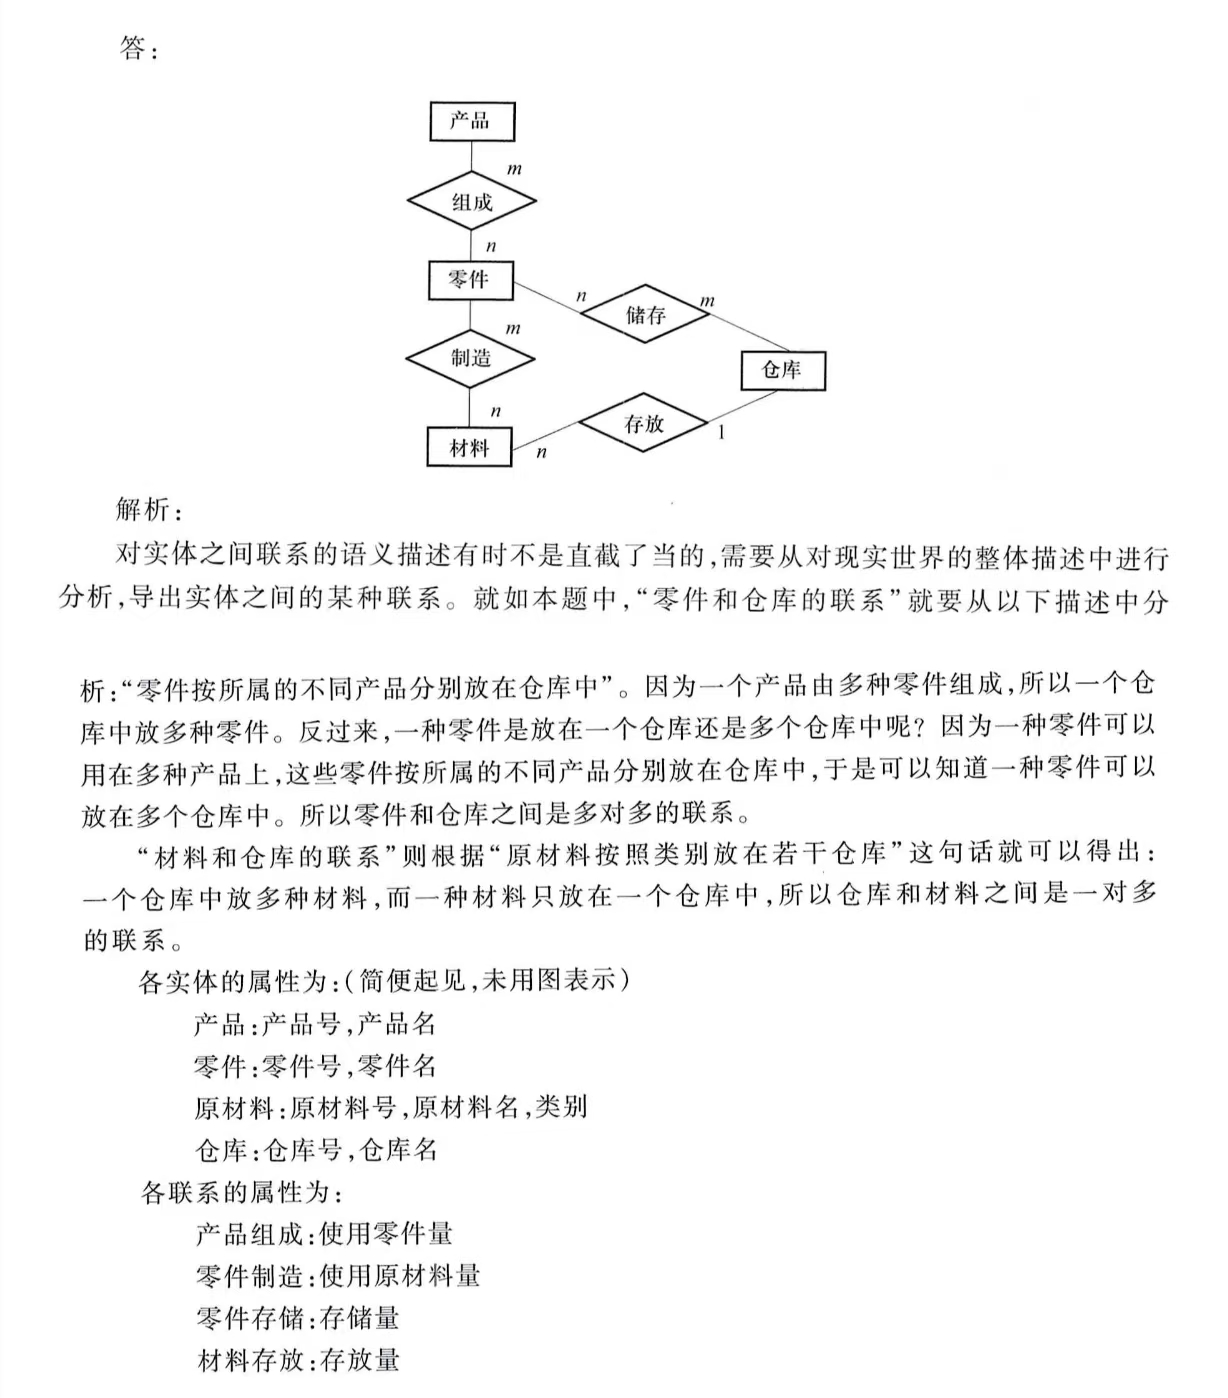 答：
产品
m
组成
n
零件
n
储存
m
m
制造
仓库
n
存放
1
材料
n
解析：
对实体之间联系的语义描述有时不是直截了当的，需要从对现实世界的整体描述中进行
分析，导出实体之间的某种联系。就如本题中，“零件和仓库的联系”就要从以下描述中分
析：“零件按所属的不同产品分别放在仓库中”。因为一个产品由多种零件组成，所以一个仓
库中放多种零件。反过来，一种零件是放在一个仓库还是多个仓库中呢？因为一种零件可以
用在多种产品上，这些零件按所属的不同产品分别放在仓库中，于是可以知道一种零件可以
放在多个仓库中。所以零件和仓库之间是多对多的联系。
“材料和仓库的联系”则根据“原材料按照类别放在若干仓库”这句话就可以得出：
一个仓库中放多种材料，而一种材料只放在一个仓库中，所以仓库和材料之间是一对多
的联系。
各实体的属性为：（简便起见，未用图表示）
产品：产品号，产品名
零件：零件号，零件名
原材料：原材料号，原材料名，类别
仓库：仓库号，仓库名
各联系的属性为：
产品组成：使用零件量
零件制造：使用原材料量
零件存储：存储量
材料存放：存放量